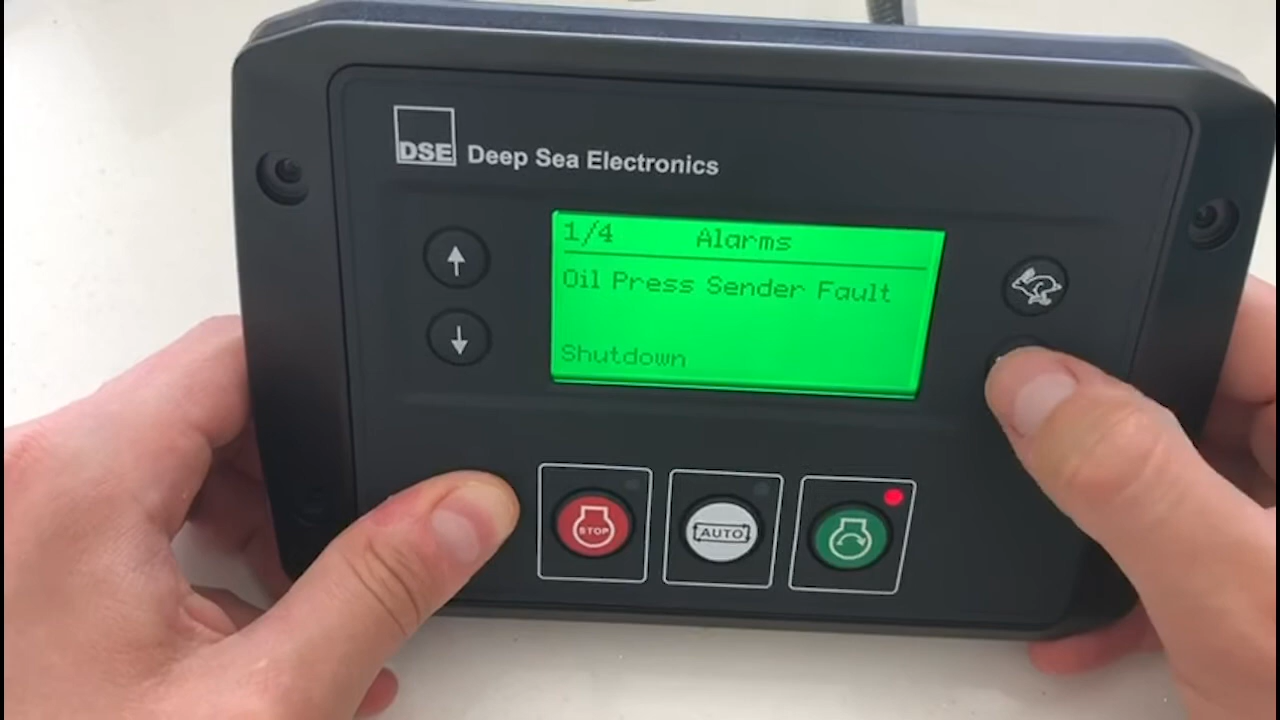 DSE Deep Sea Electronics
1/4 Alarms
Oil Press Sender Fault
Shutdown
STOP
AUTO